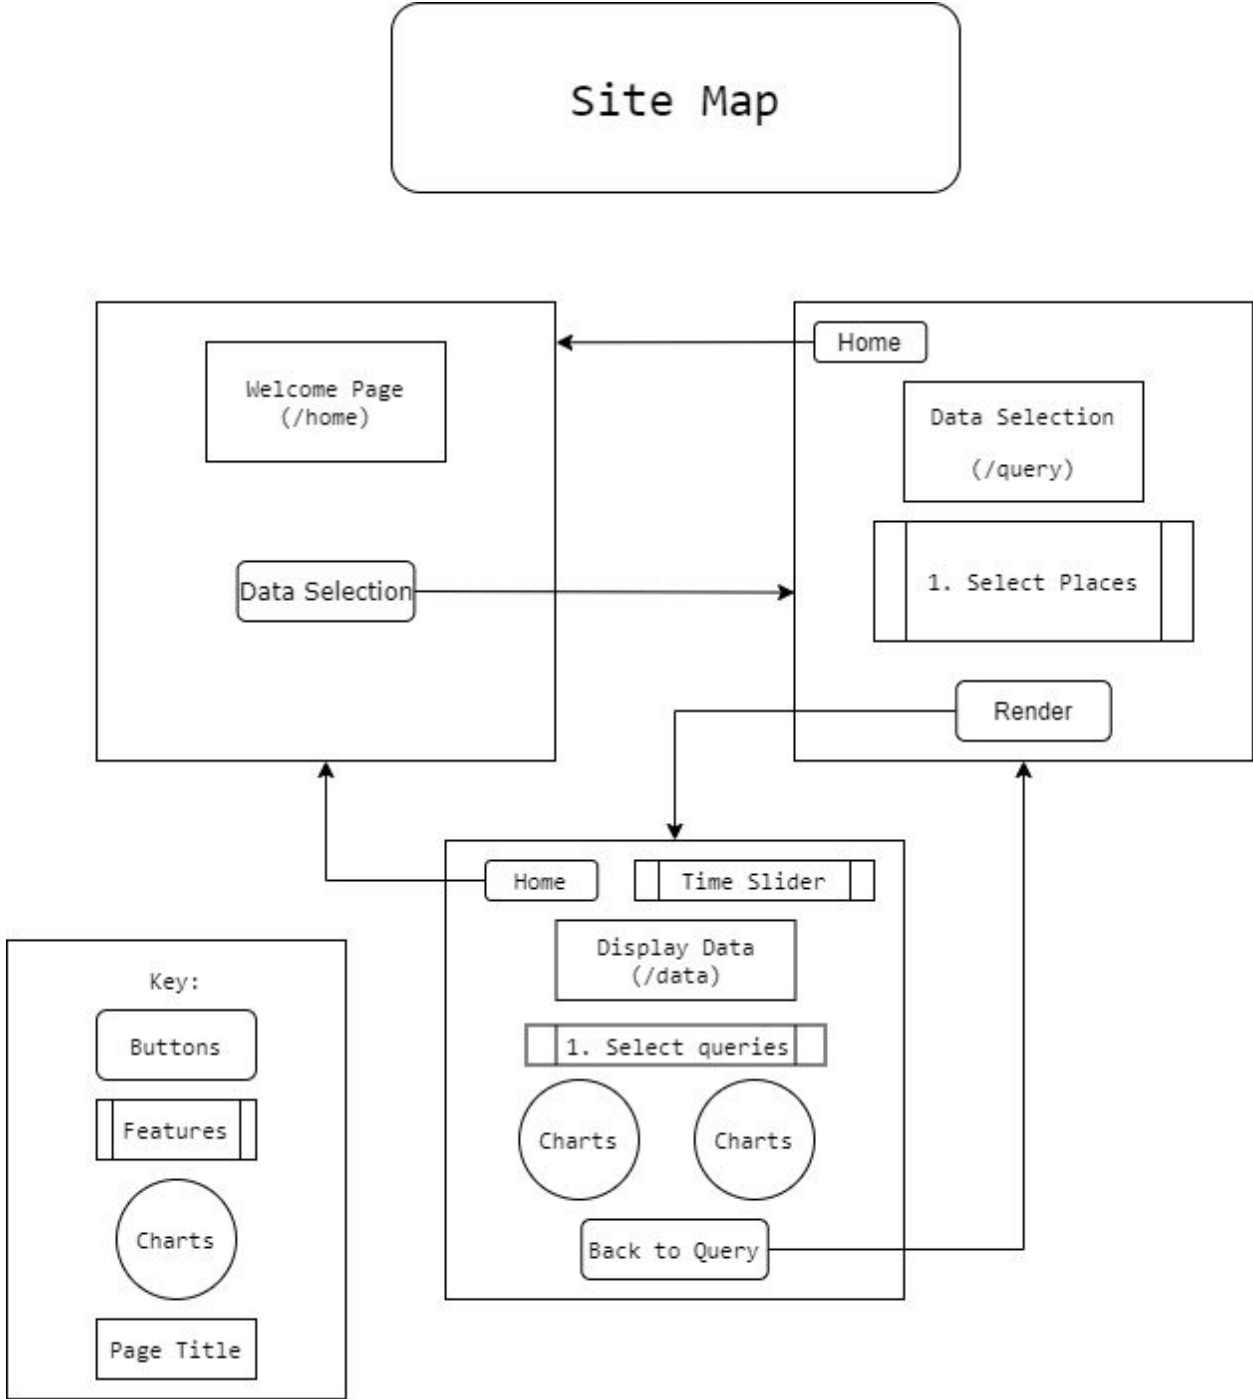 Site Map
Welcome Page
(/home)
Data Selection
Home
Data Selection
(/query)
1. Select Places
Render
Home
Time Slider
Display Data
(/data)
1. Select queries
Charts
Charts
Back to Query
Key:
Buttons
Features
Charts
Page Title